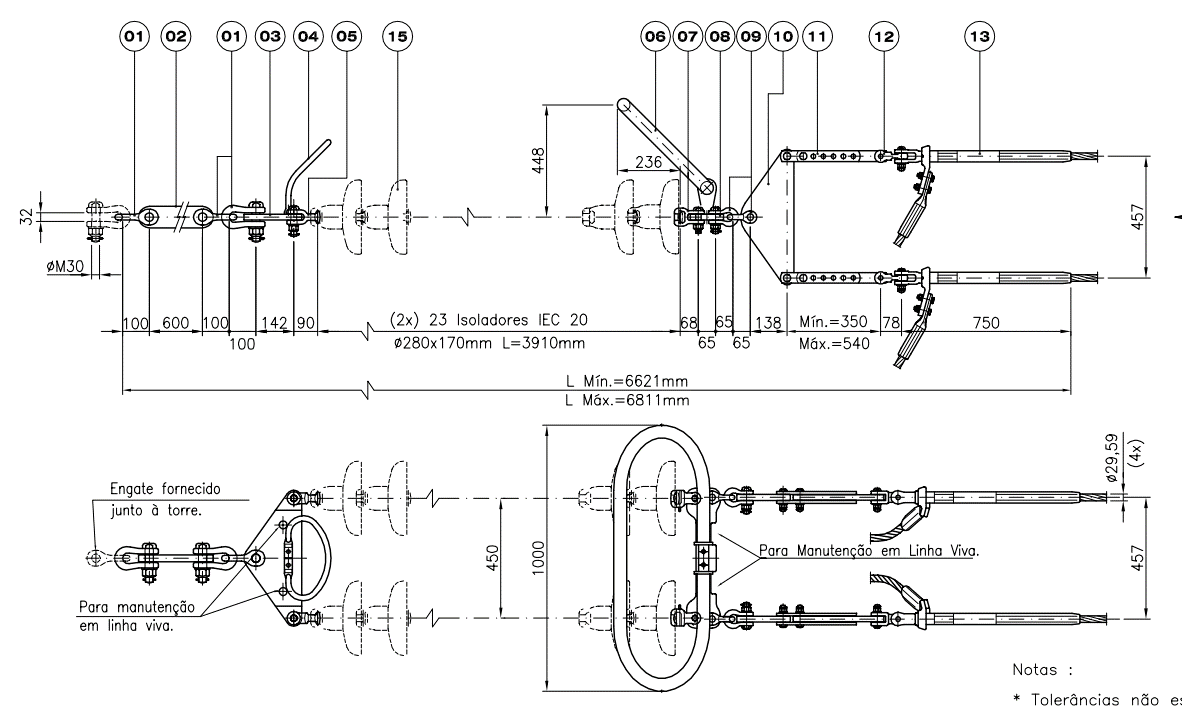 01 02 01 03 04 05 15 06 07 08 09 10 11 12 13
448
236
32
457
ØM30
100 600 100 142 90
100
(2x) 23 Isoladores IEC 20
Ø280x170mm L=3910mm
68 65 138 Mín.=350 78 750
65 65 Máx.=540
L Mín.=6621mm
L Máx.=6811mm
Ø29,59
(4x)
Engate fornecido
junto à torre.
450
1000
Para Manutenção em Linha Viva.
457
Para manutenção
em linha viva.
Notas :
* Tolerâncias não es